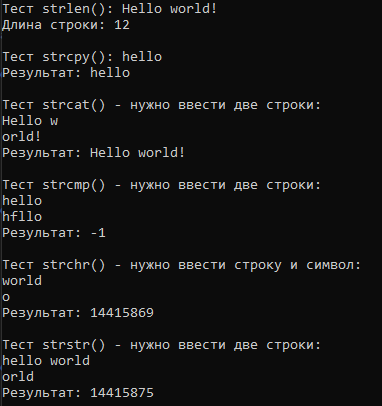 Тест strlen(): Hello world!
Длина строки: 12
Тест strcpy(): hello
Результат: hello
Тест strcat() - нужно ввести две строки:
Hello w
orld!
Результат: Hello world!
Тест strcmp() - нужно ввести две строки:
hello
hfllo
Результат: -1
Тест strchr() - нужно ввести строку и символ:
world
o
Результат: 14415869
Тест strstr() - нужно ввести две строки:
hello world
orld
Результат: 14415875